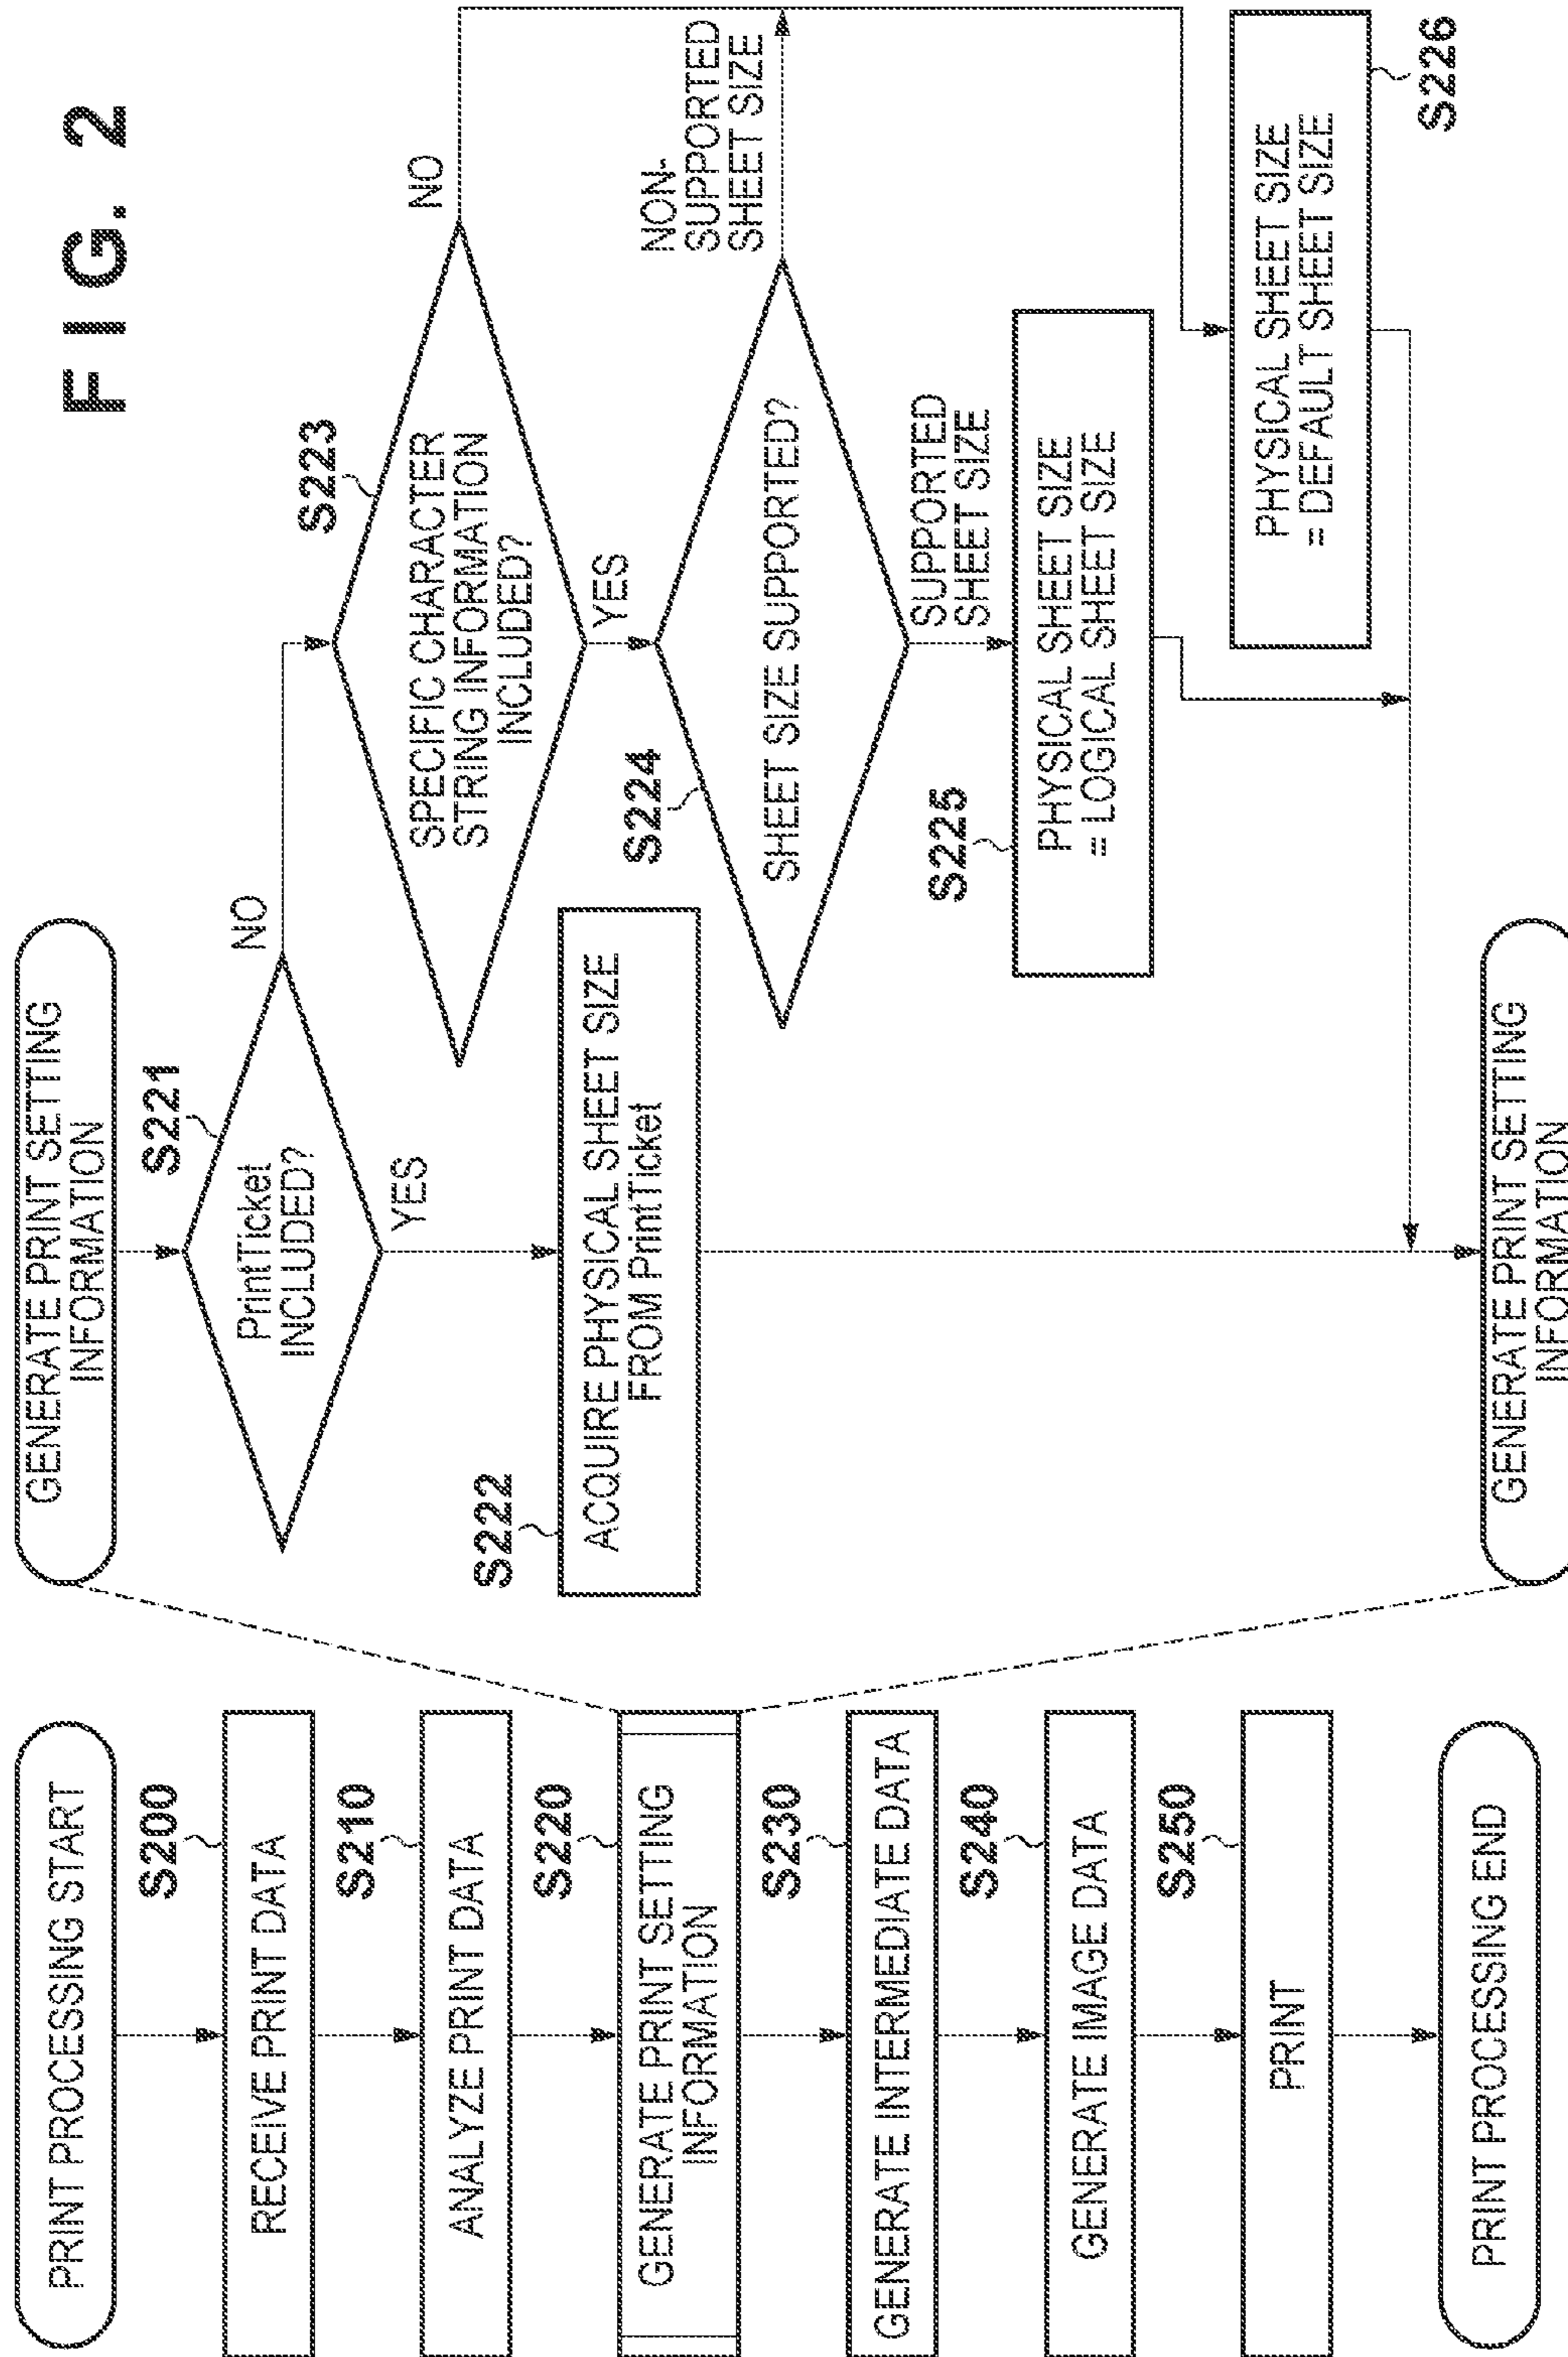 FIG. 2
PRINT PROCESSING START
S200
RECEIVE PRINT DATA
S210
ANALYZE PRINT DATA
S220
GENERATE PRINT SETTING
INFORMATION
S230
GENERATE INTERMEDIATE DATA
S240
GENERATE IMAGE DATA
S250
PRINT
PRINT PROCESSING END
GENERATE PRINT SETTING
INFORMATION
S221
PrintTicket
INCLUDED?
NO
YES
S222
ACQUIRE PHYSICAL SHEET SIZE
FROM PrintTicket
S223
SPECIFIC CHARACTER
STRING INFORMATION
INCLUDED?
NO
YES
S224
SHEET SIZE SUPPORTED?
NON-
SUPPORTED
SHEET SIZE
SUPPORTED
SHEET SIZE
S225
PHYSICAL SHEET SIZE
= LOGICAL SHEET SIZE
PHYSICAL SHEET SIZE
= DEFAULT SHEET SIZE
S226
GENERATE PRINT SETTING
INFORMATION